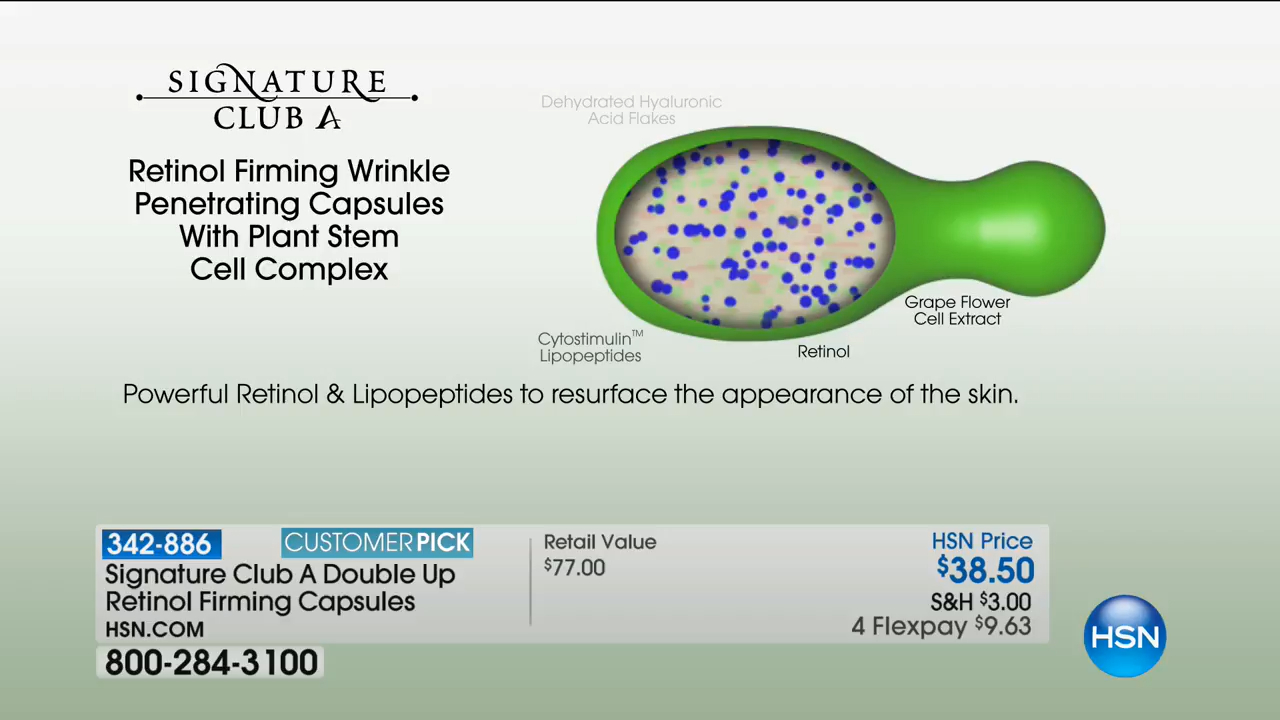 SIGNATURE
CLUB A
Retinol Firming Wrinkle
Penetrating Capsules
With Plant Stem
Cell Complex
Dehydrated Hyaluronic
Acid Flakes
Grape Flower
Cell Extract
Cytostimulin™
Lipopeptides
Retinol
Powerful Retinol & Lipopeptides to resurface the appearance of the skin.
342-886
CUSTOMERPICK
Signature Club A Double Up
Retinol Firming Capsules
HSN.COM
800-284-3100
Retail Value
$77.00
HSN Price
$38.50
S&H $3.00
4 Flexpay $9.63
HSN